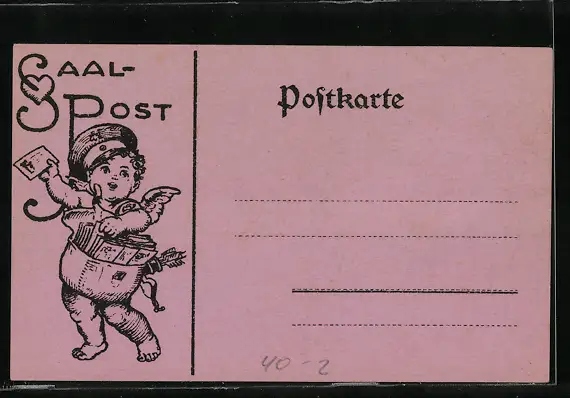 SAAL-
POST
Poſtkarte
40-2